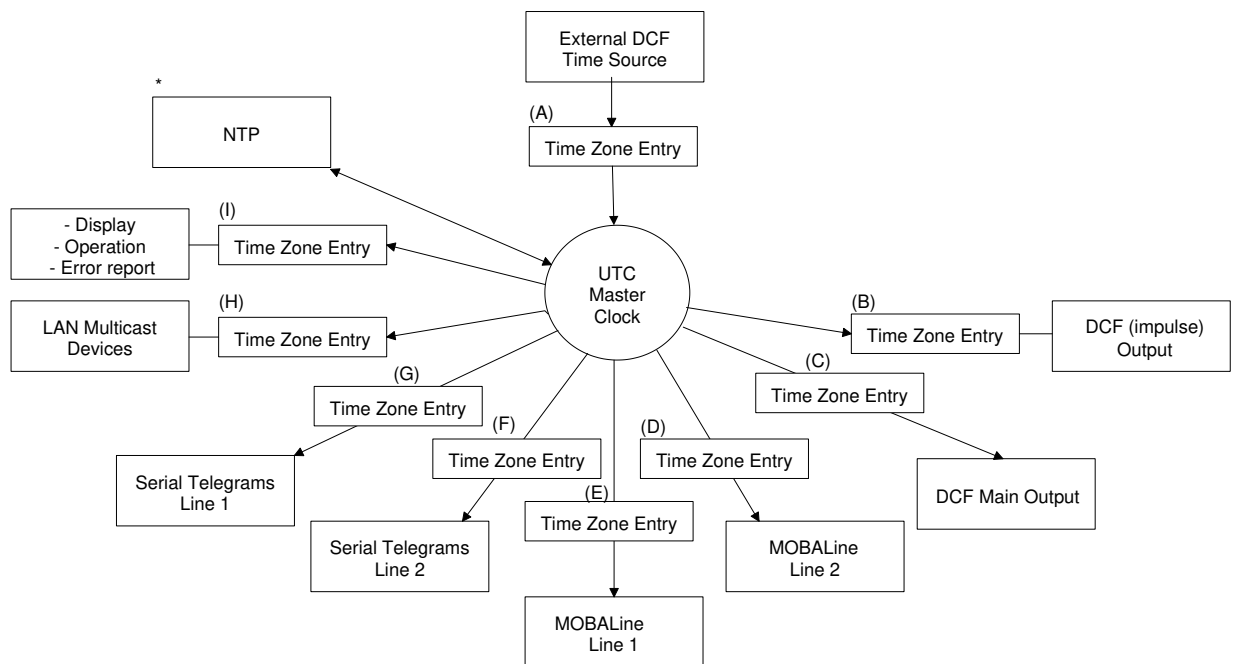 External DCF
Time Source
*
(A)
NTP
Time Zone Entry
(I)
- Display
- Operation
- Error report
Time Zone Entry
UTC
Master
Clock
(H)
LAN Multicast
Devices
Time Zone Entry
(B)
Time Zone Entry
DCF (impulse)
Output
(C)
Time Zone Entry
(G)
Time Zone Entry
(F)
Time Zone Entry
(D)
Time Zone Entry
Serial Telegrams
Line 1
(E)
Time Zone Entry
DCF Main Output
Serial Telegrams
Line 2
MOBALine
Line 2
MOBALine
Line 1